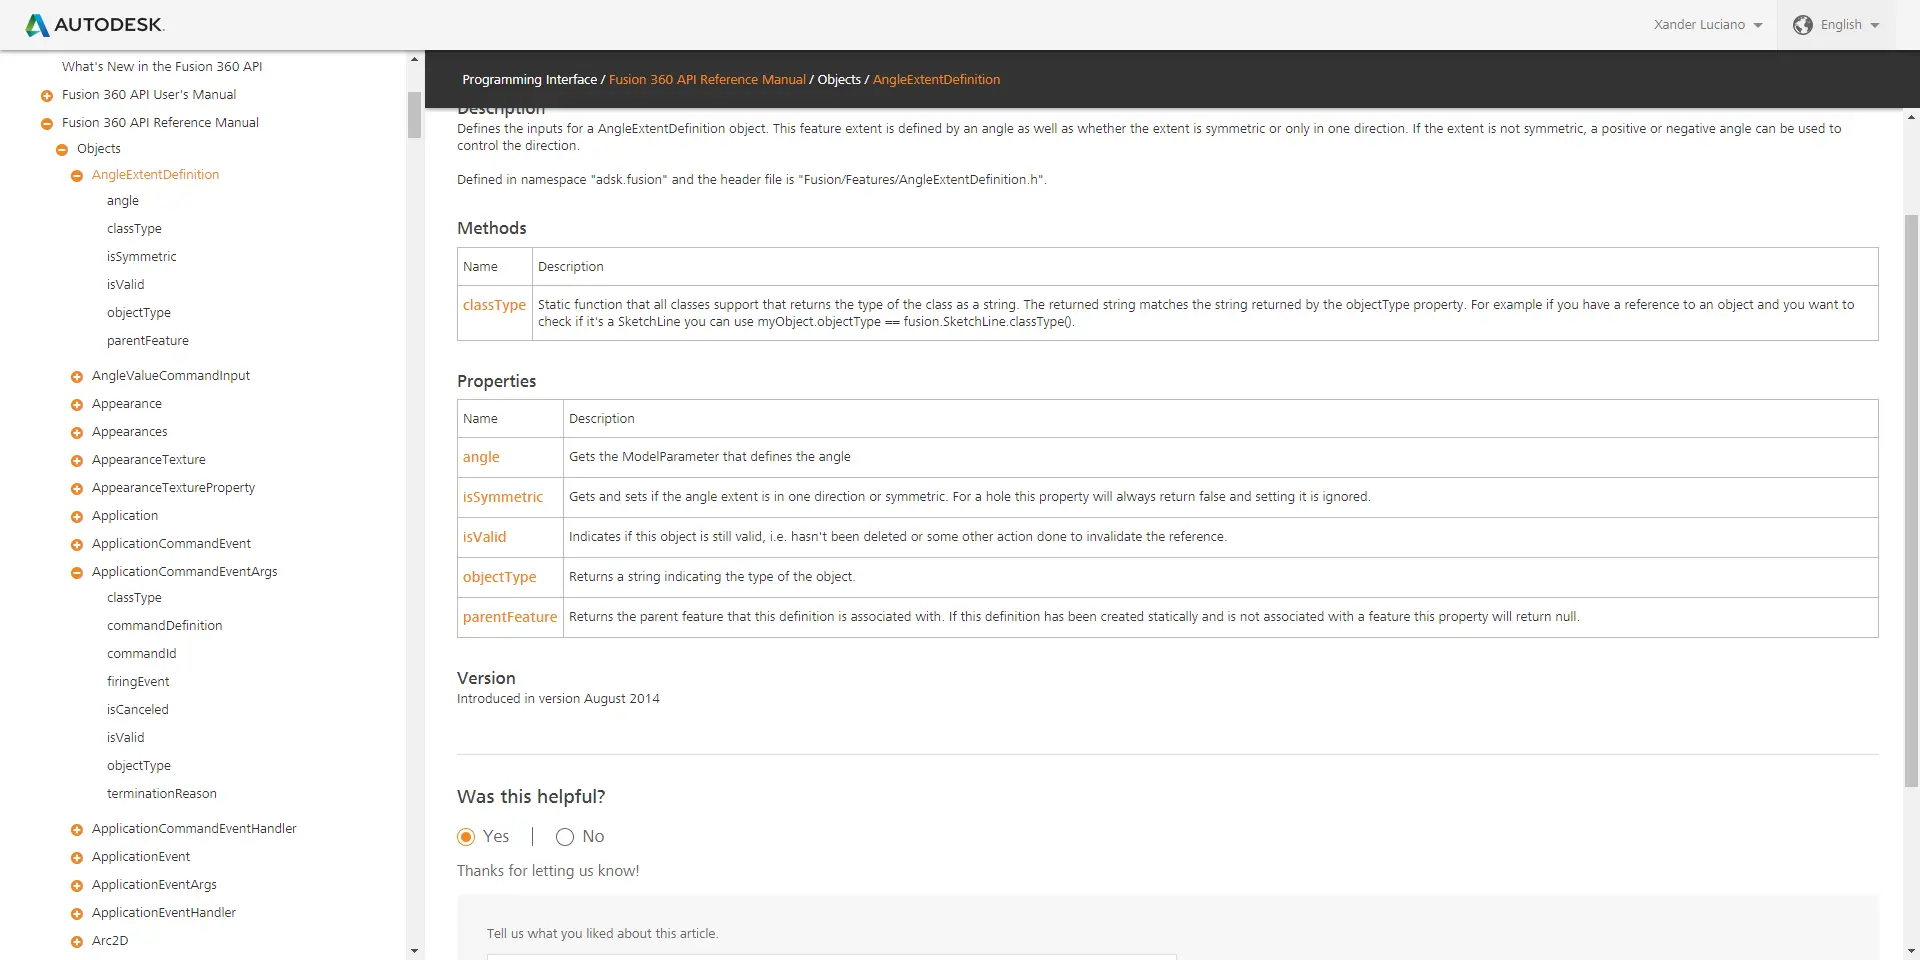 AUTODESK.
Xander Luciano
English
What's New in the Fusion 360 API
Fusion 360 API User's Manual
Fusion 360 API Reference Manual
Objects
AngleExtentDefinition
angle
classType
isSymmetric
isValid
objectType
parentFeature
AngleValueCommandInput
Appearance
Appearances
AppearanceTexture
AppearanceTextureProperty
Application
ApplicationCommandEvent
ApplicationCommandEventArgs
classType
commandDefinition
commandId
firingEvent
isCanceled
isValid
objectType
terminationReason
ApplicationCommandEventHandler
ApplicationEvent
ApplicationEventArgs
ApplicationEventHandler
Arc2D
Programming Interface / Fusion 360 API Reference Manual / Objects / AngleExtentDefinition
Description
Defines the inputs for a AngleExtentDefinition object. This feature extent is defined by an angle as well as whether the extent is symmetric or only in one direction. If the extent is not symmetric, a positive or negative angle can be used to
control the direction.
Defined in namespace "adsk.fusion" and the header file is "Fusion/Features/AngleExtentDefinition.h".
Methods
Name Description
classType Static function that all classes support that returns the type of the class as a string. The returned string matches the string returned by the objectType property. For example if you have a reference to an object and you want to
check if it's a SketchLine you can use myObject.objectType == fusion.SketchLine.classType().
Properties
Name Description
angle Gets the ModelParameter that defines the angle
isSymmetric Gets and sets if the angle extent is in one direction or symmetric. For a hole this property will always return false and setting it is ignored.
isValid Indicates if this object is still valid, i.e. hasn't been deleted or some other action done to invalidate the reference.
objectType Returns a string indicating the type of the object.
parentFeature Returns the parent feature that this definition is associated with. If this definition has been created statically and is not associated with a feature this property will return null.
Version
Introduced in version August 2014
Was this helpful?
Yes | No
Thanks for letting us know!
Tell us what you liked about this article.